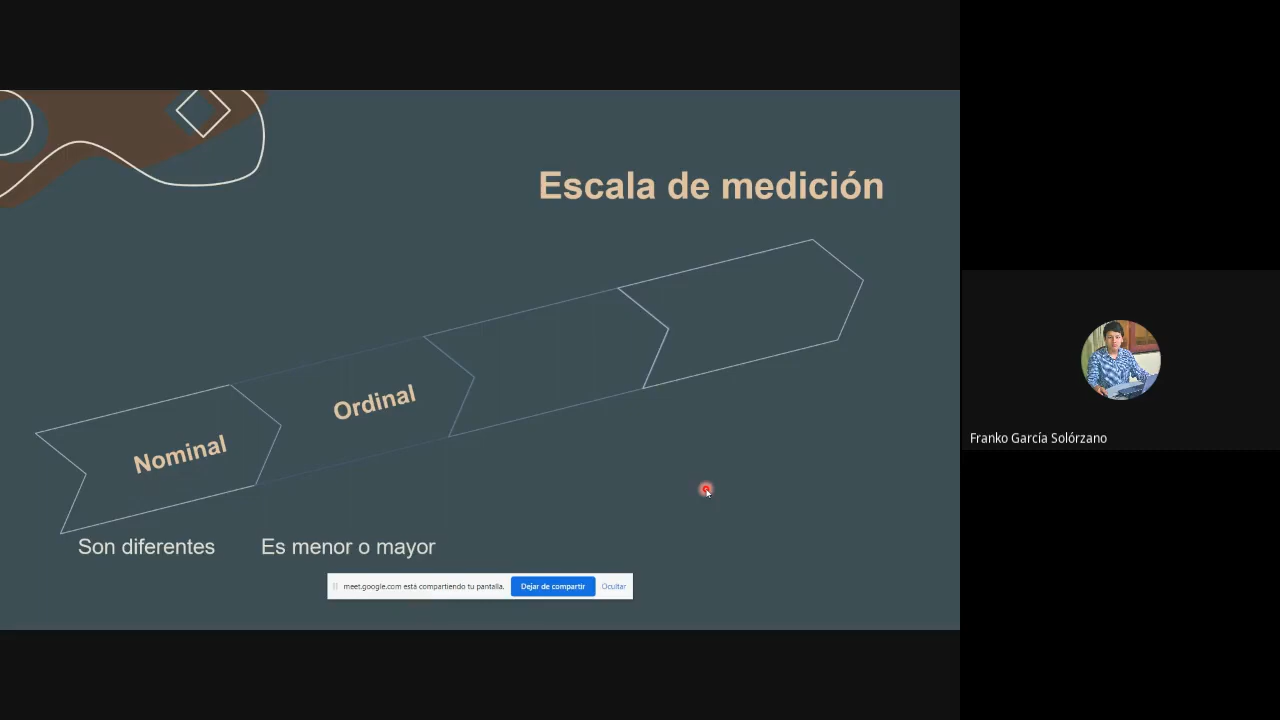 Escala de medición
Nominal
Ordinal
Son diferentes
Es menor o mayor
meet.google.com está compartiendo tu pantalla.
Dejar de compartir
Ocultar
Franko García Solórzano